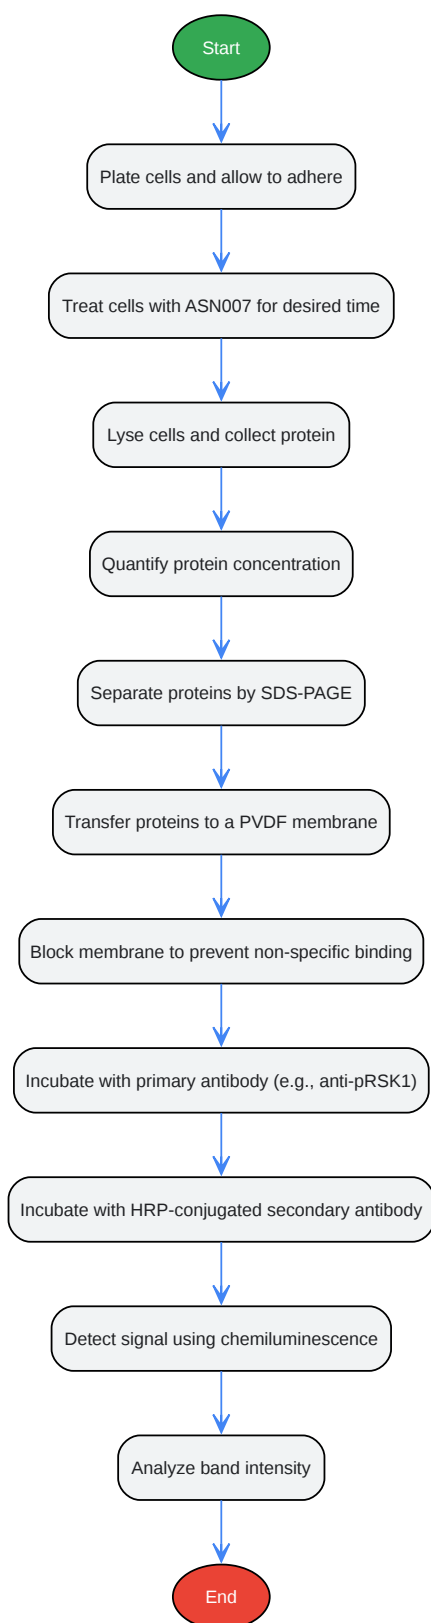 Start
Plate cells and allow to adhere
Treat cells with ASN007 for desired time
Lyse cells and collect protein
Quantify protein concentration
Separate proteins by SDS-PAGE
Transfer proteins to a PVDF membrane
Block membrane to prevent non-specific binding
Incubate with primary antibody (e.g., anti-pRSK1)
Incubate with HRP-conjugated secondary antibody
Detect signal using chemiluminescence
Analyze band intensity
End